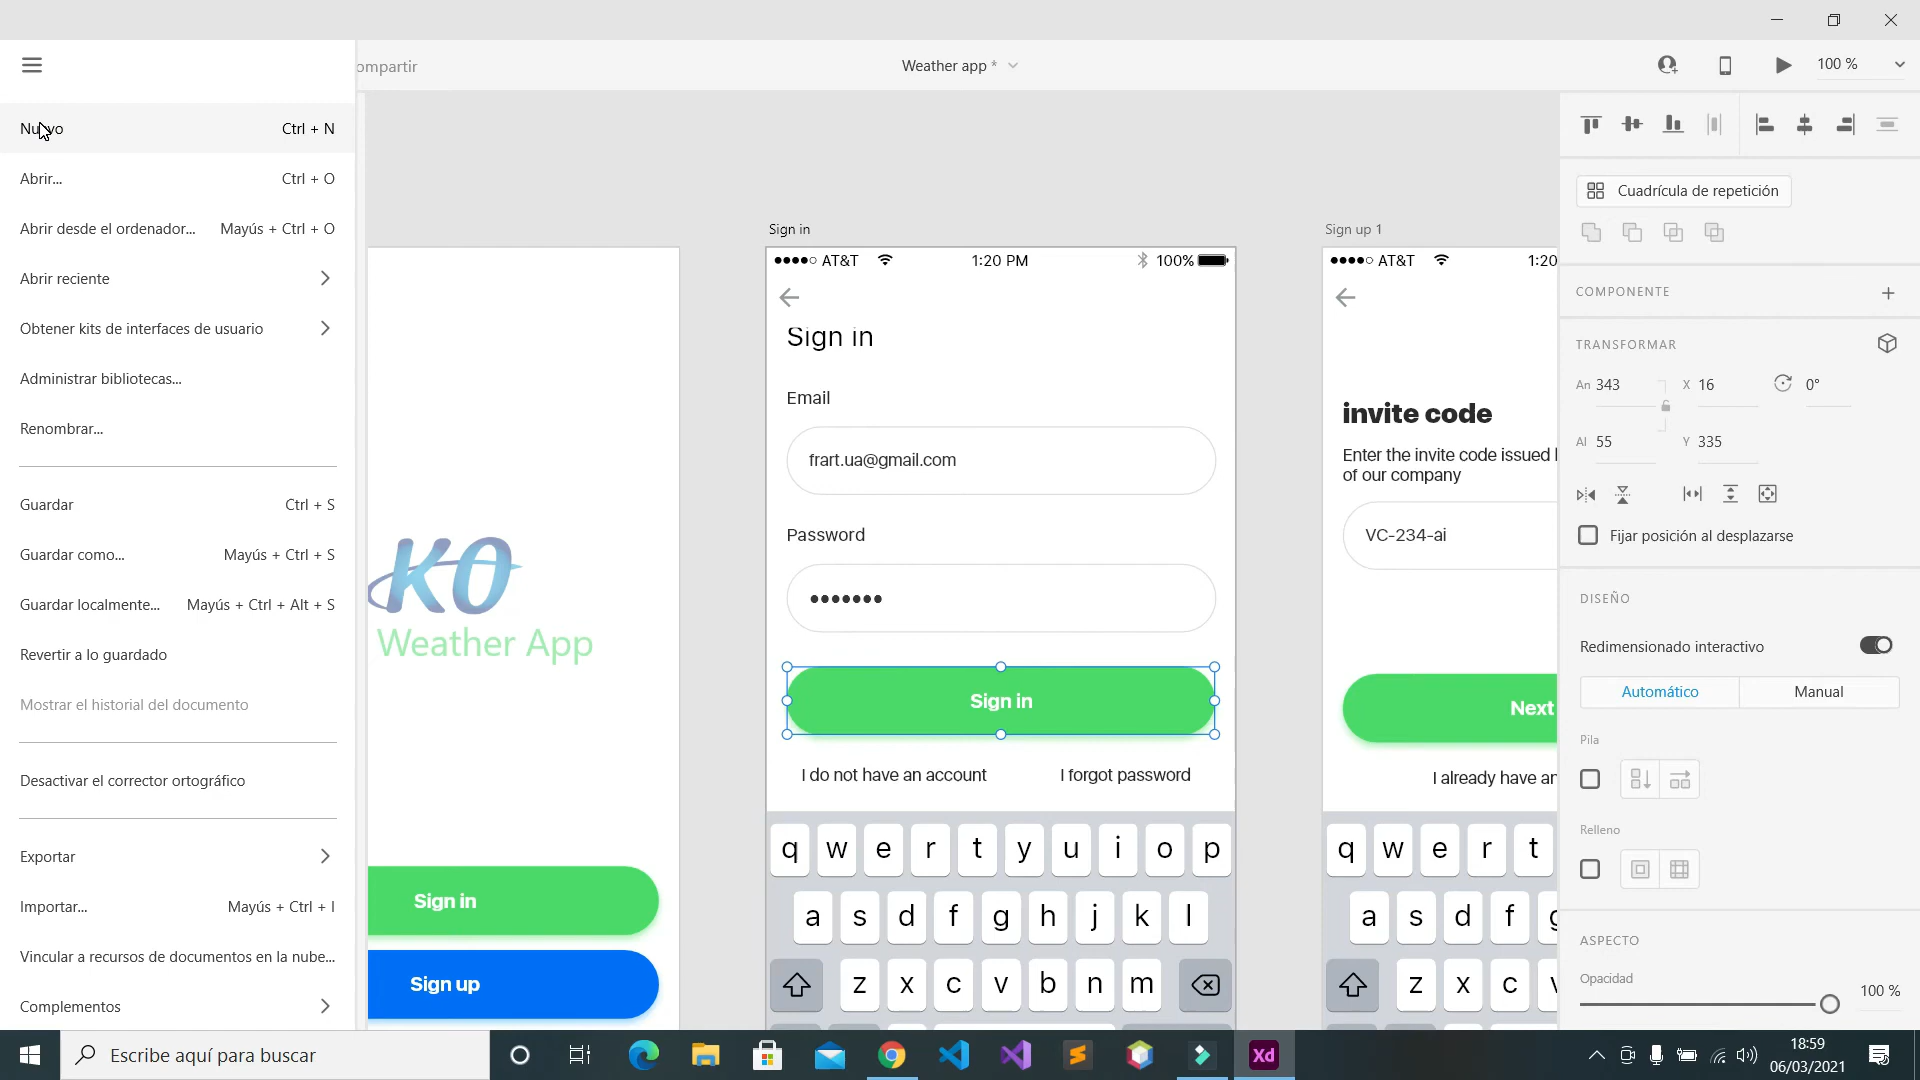 ompartir
Weather app *
100 %
Nuevo Ctrl + N
Abrir... Ctrl + O
Abrir desde el ordenador... Mayús + Ctrl + O
Abrir reciente
Obtener kits de interfaces de usuario
Administrar bibliotecas...
Renombrar...
Guardar Ctrl + S
Guardar como... Mayús + Ctrl + S
Guardar localmente... Mayús + Ctrl + Alt + S
Revertir a lo guardado
Mostrar el historial del documento
Desactivar el corrector ortográfico
Exportar
Importar... Mayús + Ctrl + I
Vincular a recursos de documentos en la nube...
Complementos
KO
Weather App
Sign in
Sign up
Sign in
AT&T 1:20 PM 100%
Sign in
Email
frart.ua@gmail.com
Password
•••••••
Sign in
I do not have an account I forgot password
q w e r t y u i o p
a s d f g h j k l
z x c v b n m
Sign up 1
AT&T 1:20
invite code
Enter the invite code issued
of our company
VC-234-ai
Next
I already have an
q w e r t
a s d f g
z x c v
Cuadrícula de repetición
COMPONENTE
TRANSFORMAR
An 343 X 16 0°
Al 55 Y 335
Fijar posición al desplazarse
DISEÑO
Redimensionado interactivo
Automático Manual
Pila
Relleno
ASPECTO
Opacidad
100 %
Escribe aquí para buscar
Xd
18:59
06/03/2021